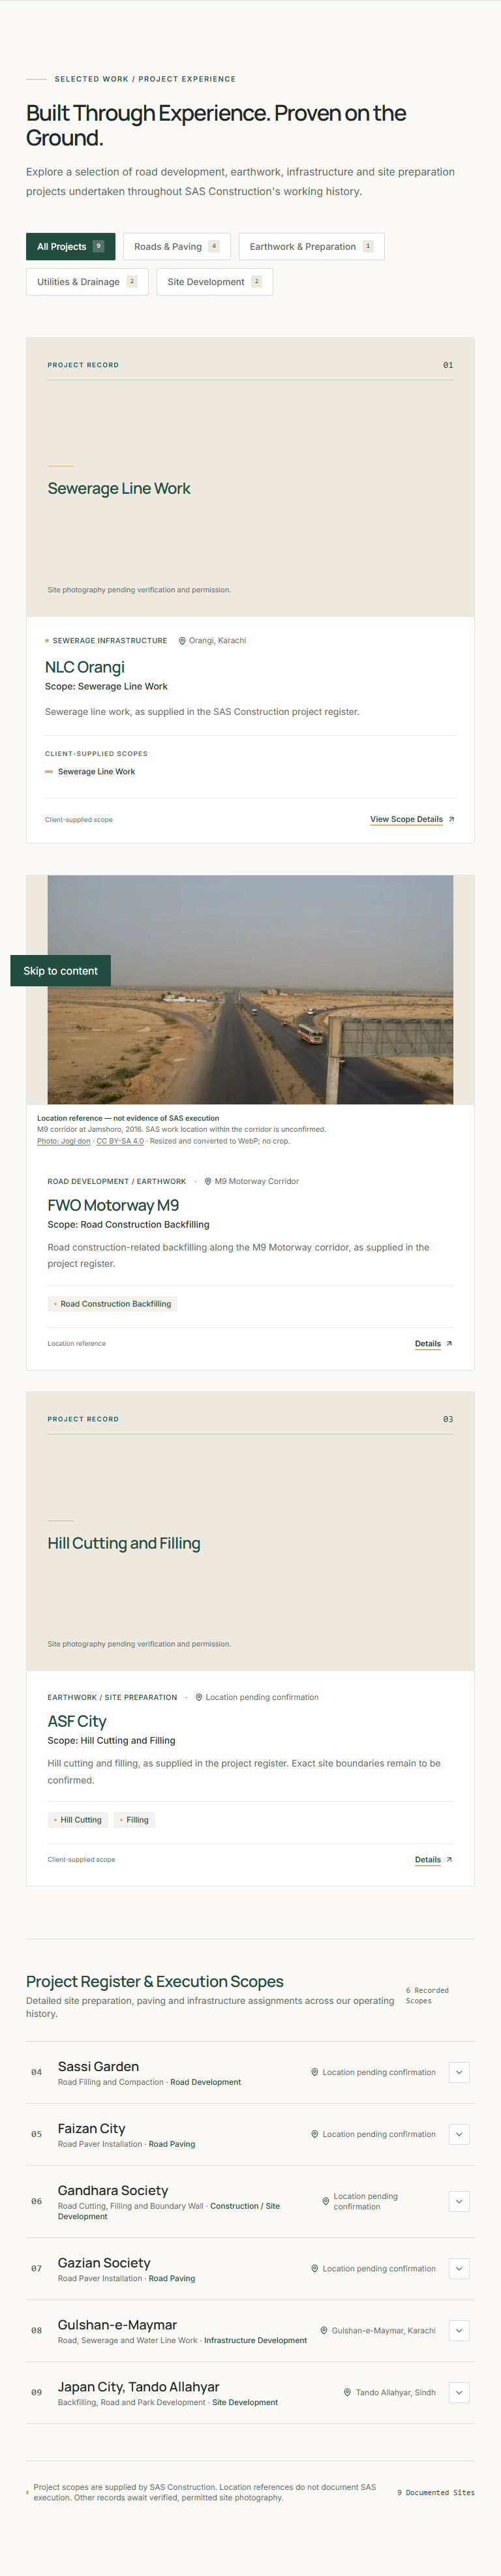 SELECTED WORK / PROJECT EXPERIENCE
Built Through Experience. Proven on the
Ground.
Explore a selection of road development, earthwork, infrastructure and site preparation
projects undertaken throughout SAS Construction's working history.
All Projects 9
Roads & Paving 4
Earthwork & Preparation 1
Utilities & Drainage 2
Site Development 2
PROJECT RECORD 01
Sewerage Line Work
Site photography pending verification and permission.
SEWERAGE INFRASTRUCTURE Orangi, Karachi
NLC Orangi
Scope: Sewerage Line Work
Sewerage line work, as supplied in the SAS Construction project register.
CLIENT-SUPPLIED SCOPES
Sewerage Line Work
Client-supplied scope View Scope Details
Skip to content
Location reference — not evidence of SAS execution
M9 corridor at Jamshoro, 2016. SAS work location within the corridor is unconfirmed.
Photo: Jogi don · CC BY-SA 4.0 · Resized and converted to WebP; no crop.
ROAD DEVELOPMENT / EARTHWORK · M9 Motorway Corridor
FWO Motorway M9
Scope: Road Construction Backfilling
Road construction-related backfilling along the M9 Motorway corridor, as supplied in the
project register.
Road Construction Backfilling
Location reference Details
PROJECT RECORD 03
Hill Cutting and Filling
Site photography pending verification and permission.
EARTHWORK / SITE PREPARATION · Location pending confirmation
ASF City
Scope: Hill Cutting and Filling
Hill cutting and filling, as supplied in the project register. Exact site boundaries remain to be
confirmed.
Hill Cutting Filling
Client-supplied scope Details
Project Register & Execution Scopes
Detailed site preparation, paving and infrastructure assignments across our operating
history.
6 Recorded
Scopes
04 Sassi Garden
Road Filling and Compaction · Road Development
Location pending confirmation
05 Faizan City
Road Paver Installation · Road Paving
Location pending confirmation
06 Gandhara Society
Road Cutting, Filling and Boundary Wall · Construction / Site
Development
Location pending
confirmation
07 Gazian Society
Road Paver Installation · Road Paving
Location pending confirmation
08 Gulshan-e-Maymar
Road, Sewerage and Water Line Work · Infrastructure Development
Gulshan-e-Maymar, Karachi
09 Japan City, Tando Allahyar
Backfilling, Road and Park Development · Site Development
Tando Allahyar, Sindh
Project scopes are supplied by SAS Construction. Location references do not document SAS
execution. Other records await verified, permitted site photography.
9 Documented Sites